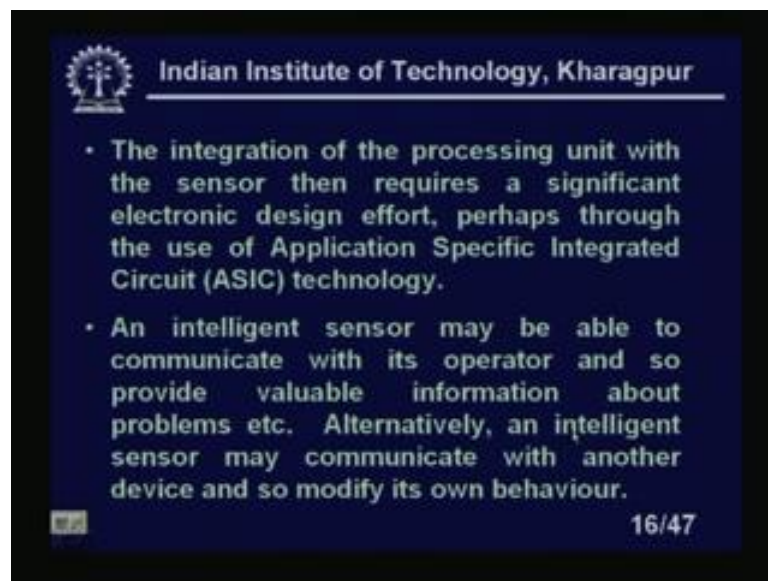 Indian Institute of Technology, Kharagpur
• The integration of the processing unit with
the sensor then requires a significant
electronic design effort, perhaps through
the use of Application Specific Integrated
Circuit (ASIC) technology.
• An intelligent sensor may be able to
communicate with its operator and so
provide valuable information about
problems etc. Alternatively, an intelligent
sensor may communicate with another
device and so modify its own behaviour.
16/47